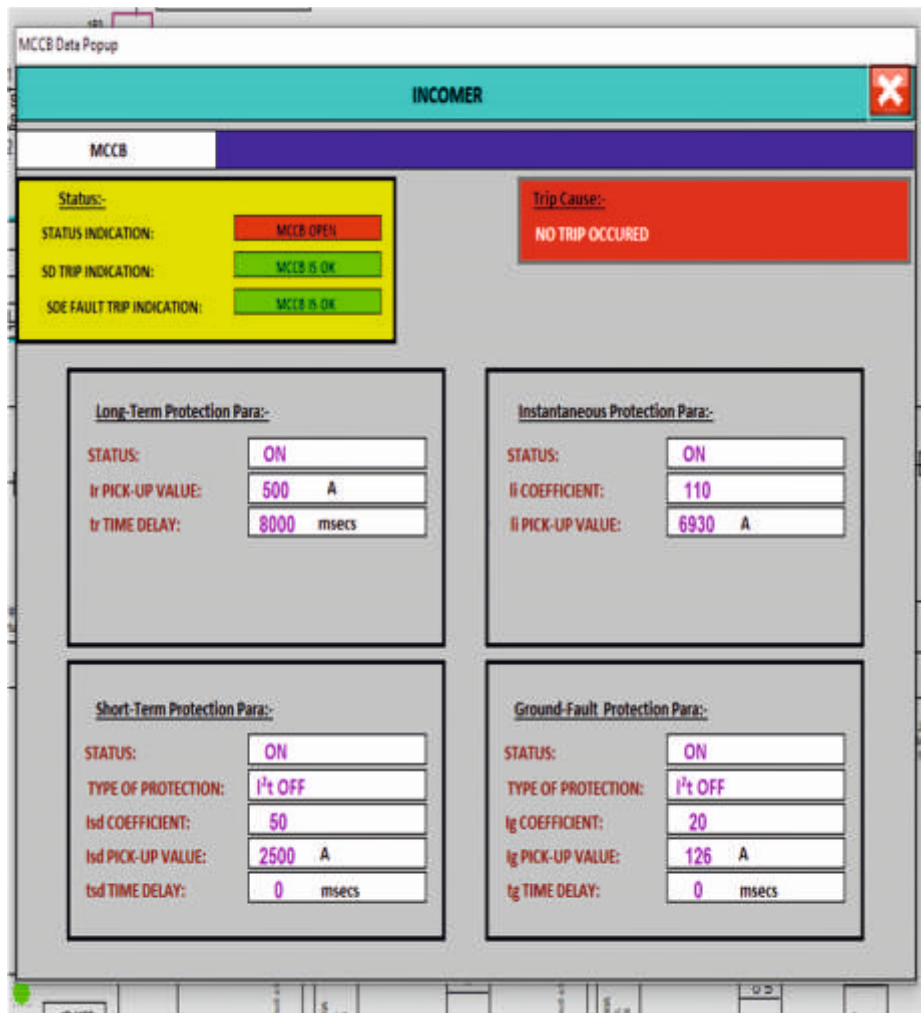 MCCB Data Popup
INCOMER
MCCB
Status:-
STATUS INDICATION: MCCB OPEN
SD TRIP INDICATION: MCCB IS OK
SDE FAULT TRIP INDICATION: MCCB IS OK
Trip Cause:-
NO TRIP OCCURED
Long-Term Protection Para:-
STATUS: ON
Ir PICK-UP VALUE: 500 A
tr TIME DELAY: 8000 msecs
Instantaneous Protection Para:-
STATUS: ON
Ii COEFFICIENT: 110
Ii PICK-UP VALUE: 6930 A
Short-Term Protection Para:-
STATUS: ON
TYPE OF PROTECTION: I²t OFF
Isd COEFFICIENT: 50
Isd PICK-UP VALUE: 2500 A
tsd TIME DELAY: 0 msecs
Ground-Fault Protection Para:-
STATUS: ON
TYPE OF PROTECTION: I²t OFF
Ig COEFFICIENT: 20
Ig PICK-UP VALUE: 126 A
tg TIME DELAY: 0 msecs